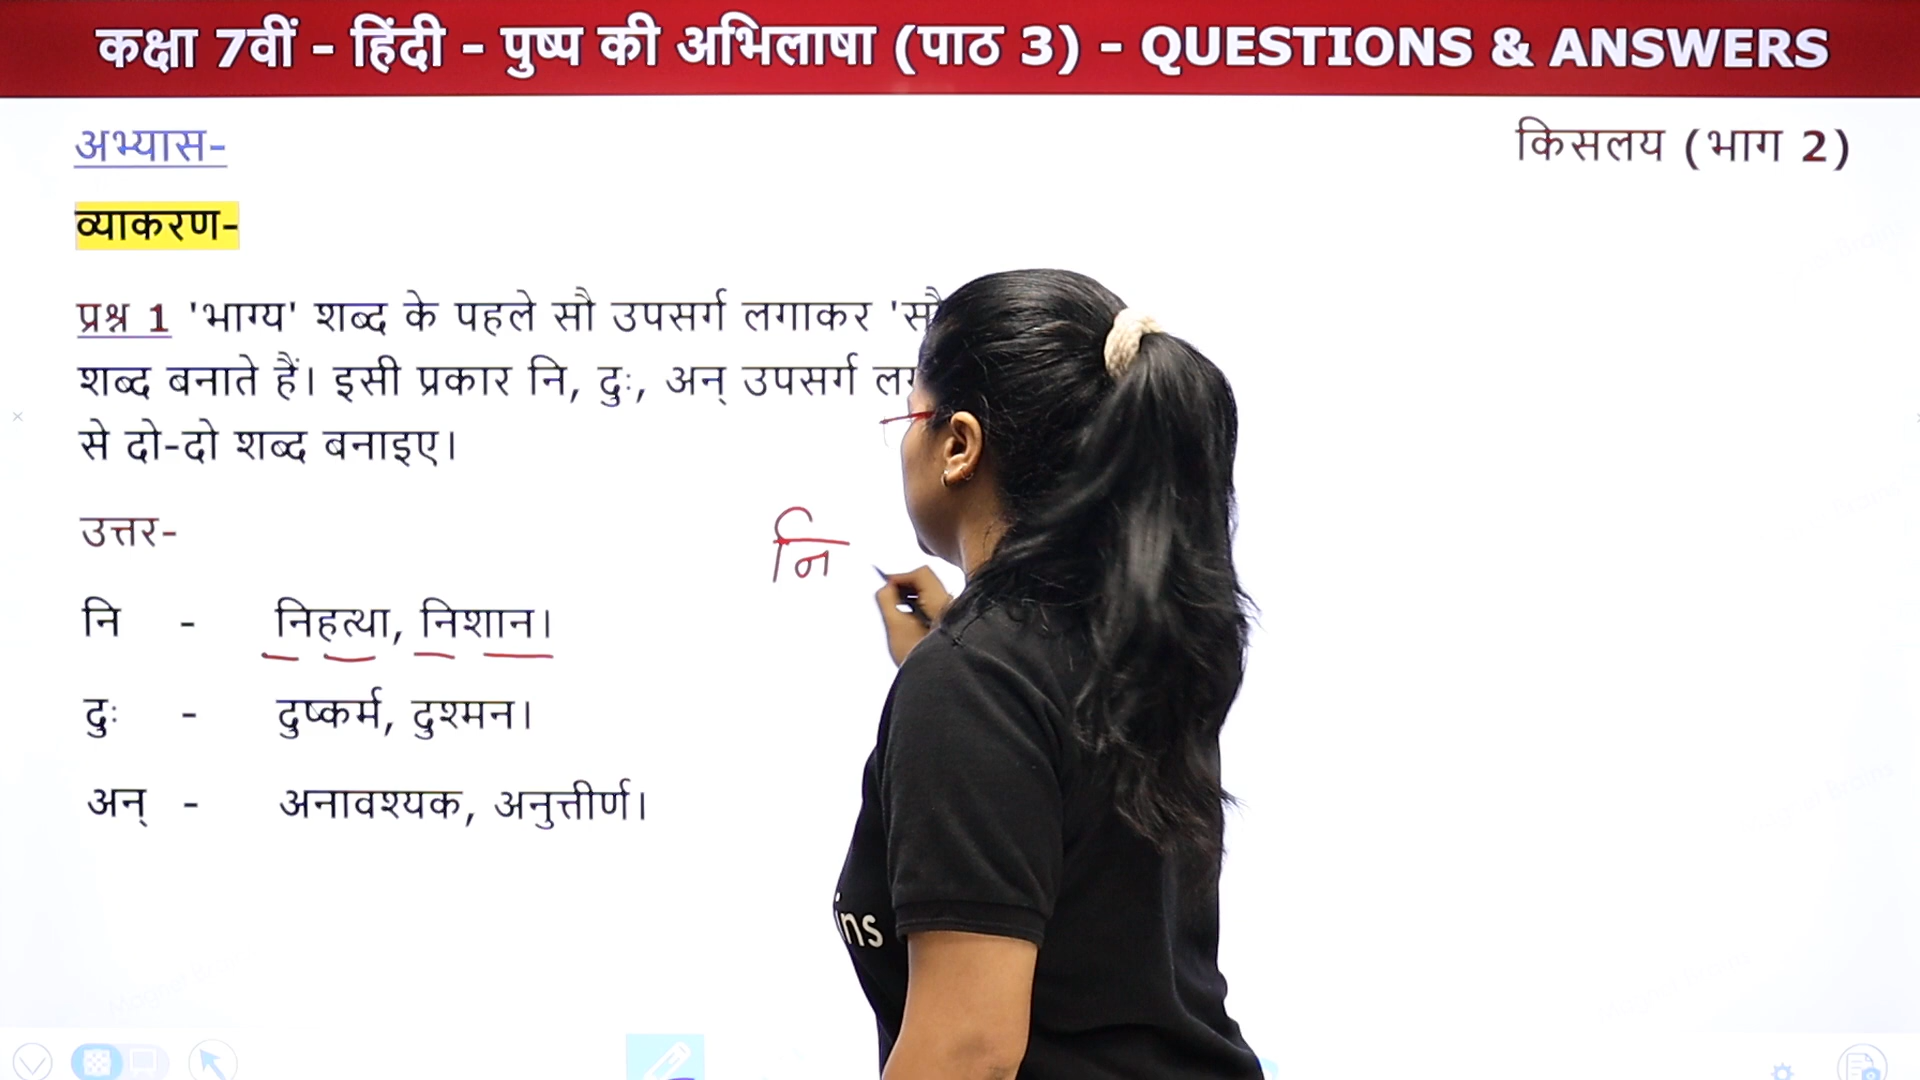 कक्षा 7वीं - हिंदी - पुष्प की अभिलाषा (पाठ 3) - QUESTIONS & ANSWERS
अभ्यास-
किसलय (भाग 2)
व्याकरण-
प्रश्न 1 'भाग्य' शब्द के पहले सौ उपसर्ग लगाकर
शब्द बनाते हैं। इसी प्रकार नि, दुः, अन् उपसर्ग
से दो-दो शब्द बनाइए।
उत्तर-
नि
नि - निहत्था, निशान।
दुः - दुष्कर्म, दुश्मन।
अन् - अनावश्यक, अनुत्तीर्ण।
ins